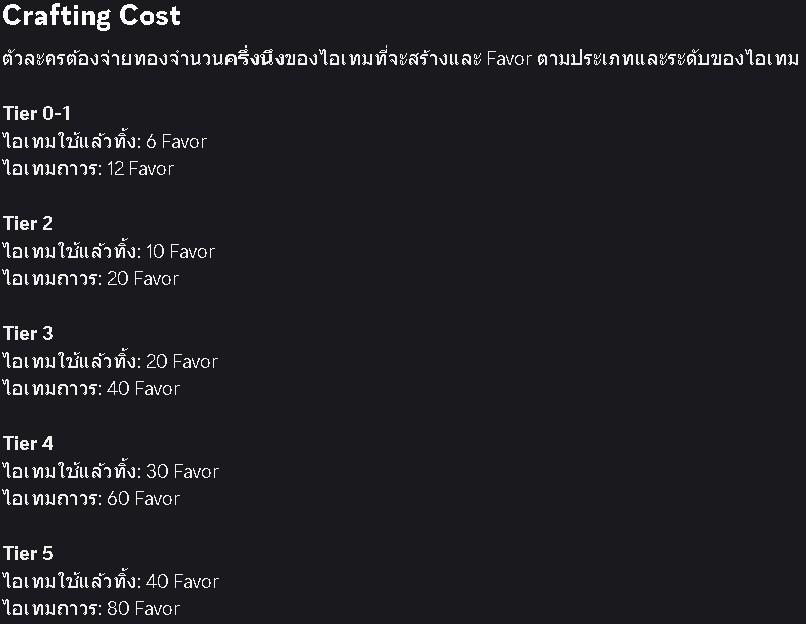 Crafting Cost
ตัวละครต้องจ่ายทองจำนวนครึ่งนึงของไอเทมที่จะสร้างและ Favor ตามประเภทและระดับของไอเทม
Tier 0-1
ไอเทมใช้แล้วทิ้ง: 6 Favor
ไอเทมถาวร: 12 Favor
Tier 2
ไอเทมใช้แล้วทิ้ง: 10 Favor
ไอเทมถาวร: 20 Favor
Tier 3
ไอเทมใช้แล้วทิ้ง: 20 Favor
ไอเทมถาวร: 40 Favor
Tier 4
ไอเทมใช้แล้วทิ้ง: 30 Favor
ไอเทมถาวร: 60 Favor
Tier 5
ไอเทมใช้แล้วทิ้ง: 40 Favor
ไอเทมถาวร: 80 Favor